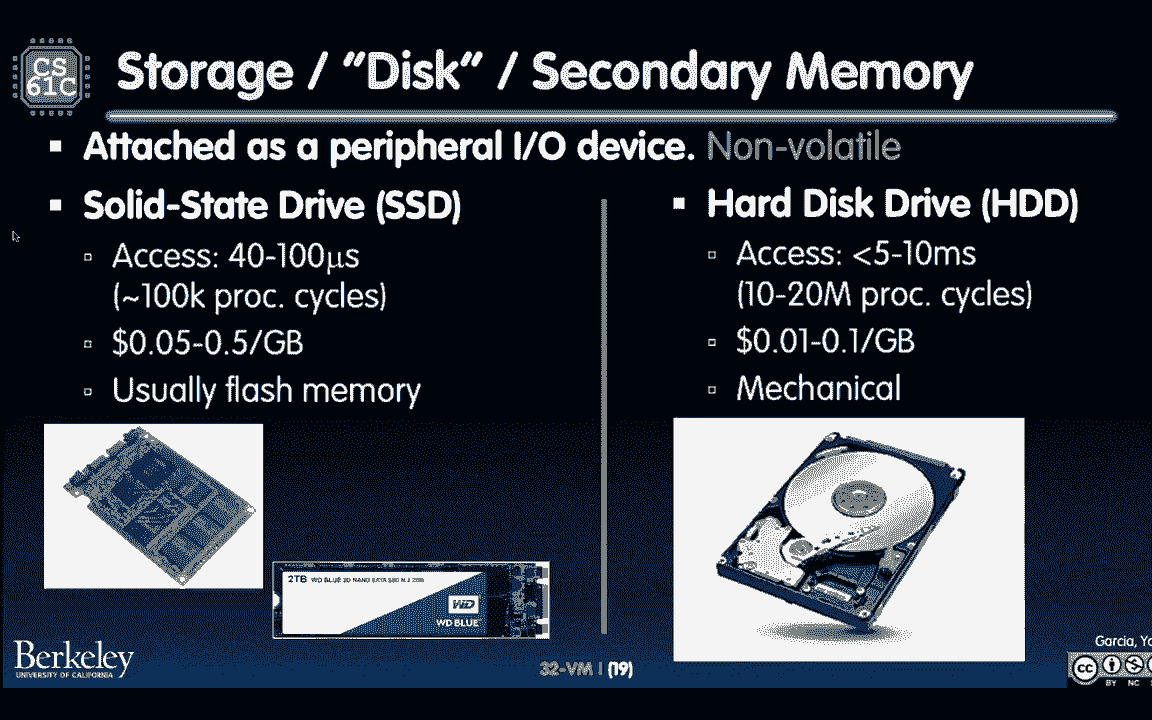 CS
61C
Storage / "Disk" / Secondary Memory
Attached as a peripheral I/O device. Non-volatile
Solid-State Drive (SSD)
Access: 40-100μs
(~100k proc. cycles)
$0.05-0.5/GB
Usually flash memory
Hard Disk Drive (HDD)
Access: <5-10ms
(10-20M proc. cycles)
$0.01-0.1/GB
Mechanical
2TB WD BLUE 3D NAND SATA SSD M.2 2280
WD
WD BLUE
Berkeley
UNIVERSITY OF CALIFORNIA
32-VM I (19)
Garcia,
cc
BY NC